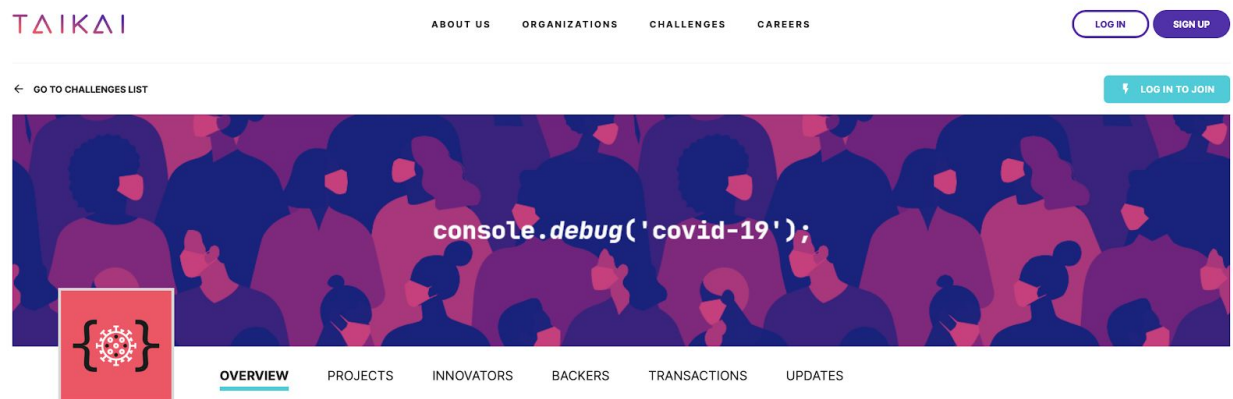 TAIKAI
ABOUT US ORGANIZATIONS CHALLENGES CAREERS
LOG IN SIGN UP
GO TO CHALLENGES LIST
LOG IN TO JOIN
console.debug('covid-19');
{ }
OVERVIEW PROJECTS INNOVATORS BACKERS TRANSACTIONS UPDATES